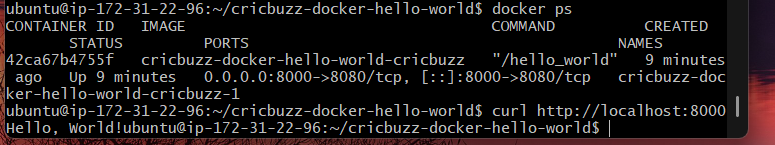 ubuntu@ip-172-31-22-96:~/cricbuzz-docker-hello-world$ docker ps
CONTAINER ID   IMAGE                                  COMMAND          CREATED
       STATUS         PORTS                                         NAMES
42ca67b4755f   cricbuzz-docker-hello-world-cricbuzz   "/hello_world"   9 minutes
 ago   Up 9 minutes   0.0.0.0:8000->8080/tcp, [::]:8000->8080/tcp   cricbuzz-doc
ker-hello-world-cricbuzz-1
ubuntu@ip-172-31-22-96:~/cricbuzz-docker-hello-world$ curl http://localhost:8000
Hello, World!ubuntu@ip-172-31-22-96:~/cricbuzz-docker-hello-world$